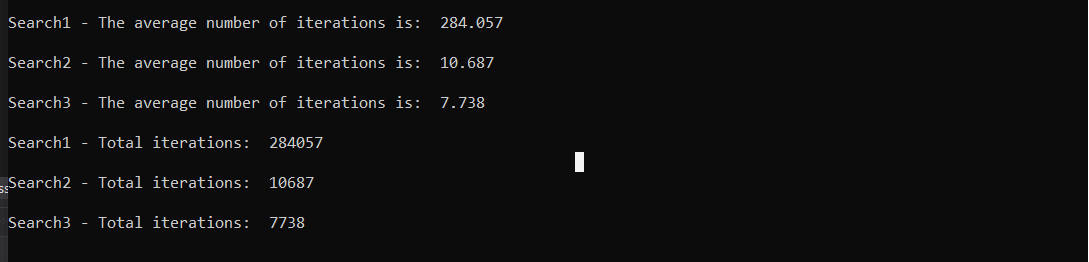 Search1 - The average number of iterations is:  284.057
Search2 - The average number of iterations is:  10.687
Search3 - The average number of iterations is:  7.738
Search1 - Total iterations:  284057
Search2 - Total iterations:  10687
Search3 - Total iterations:  7738